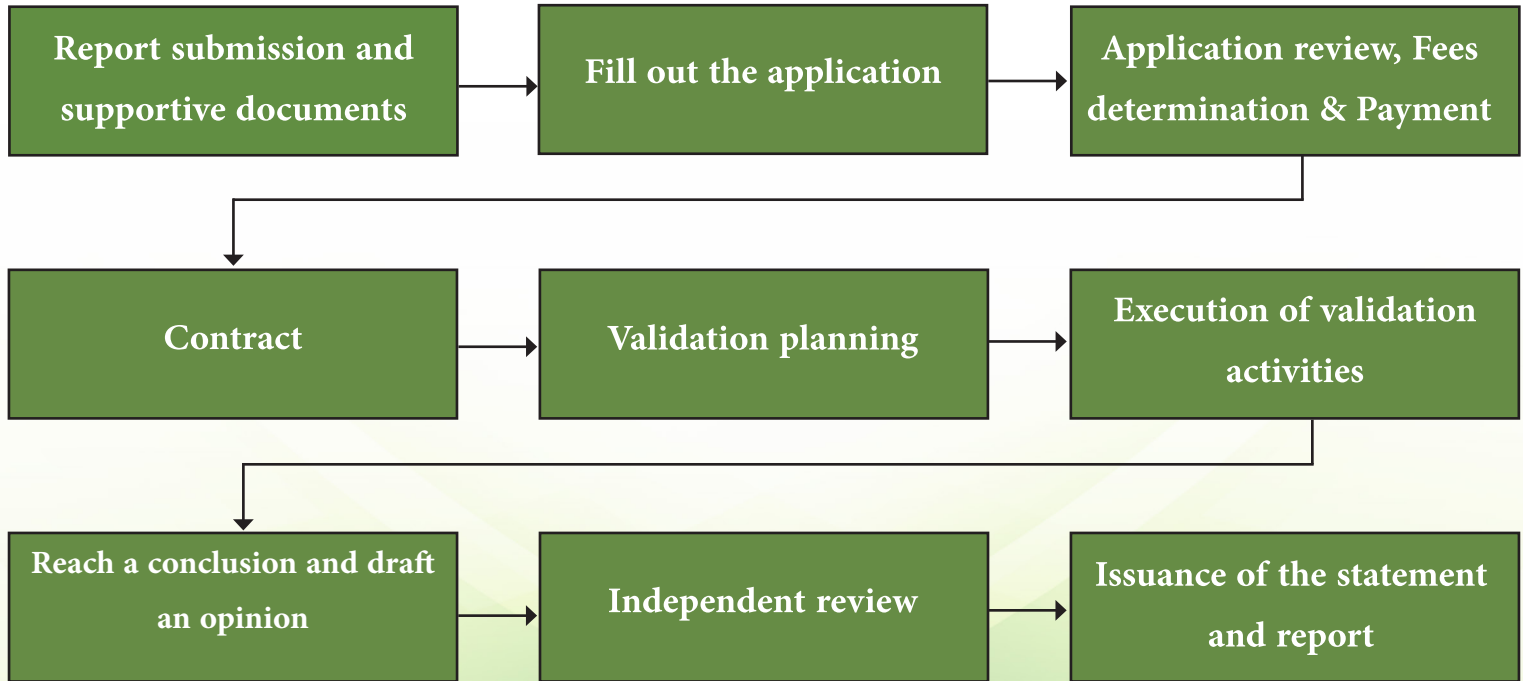 Report submission and
supportive documents
Fill out the application
Application review, Fees
determination & Payment
Contract
Validation planning
Execution of validation
activities
Reach a conclusion and draft
an opinion
Independent review
Issuance of the statement
and report